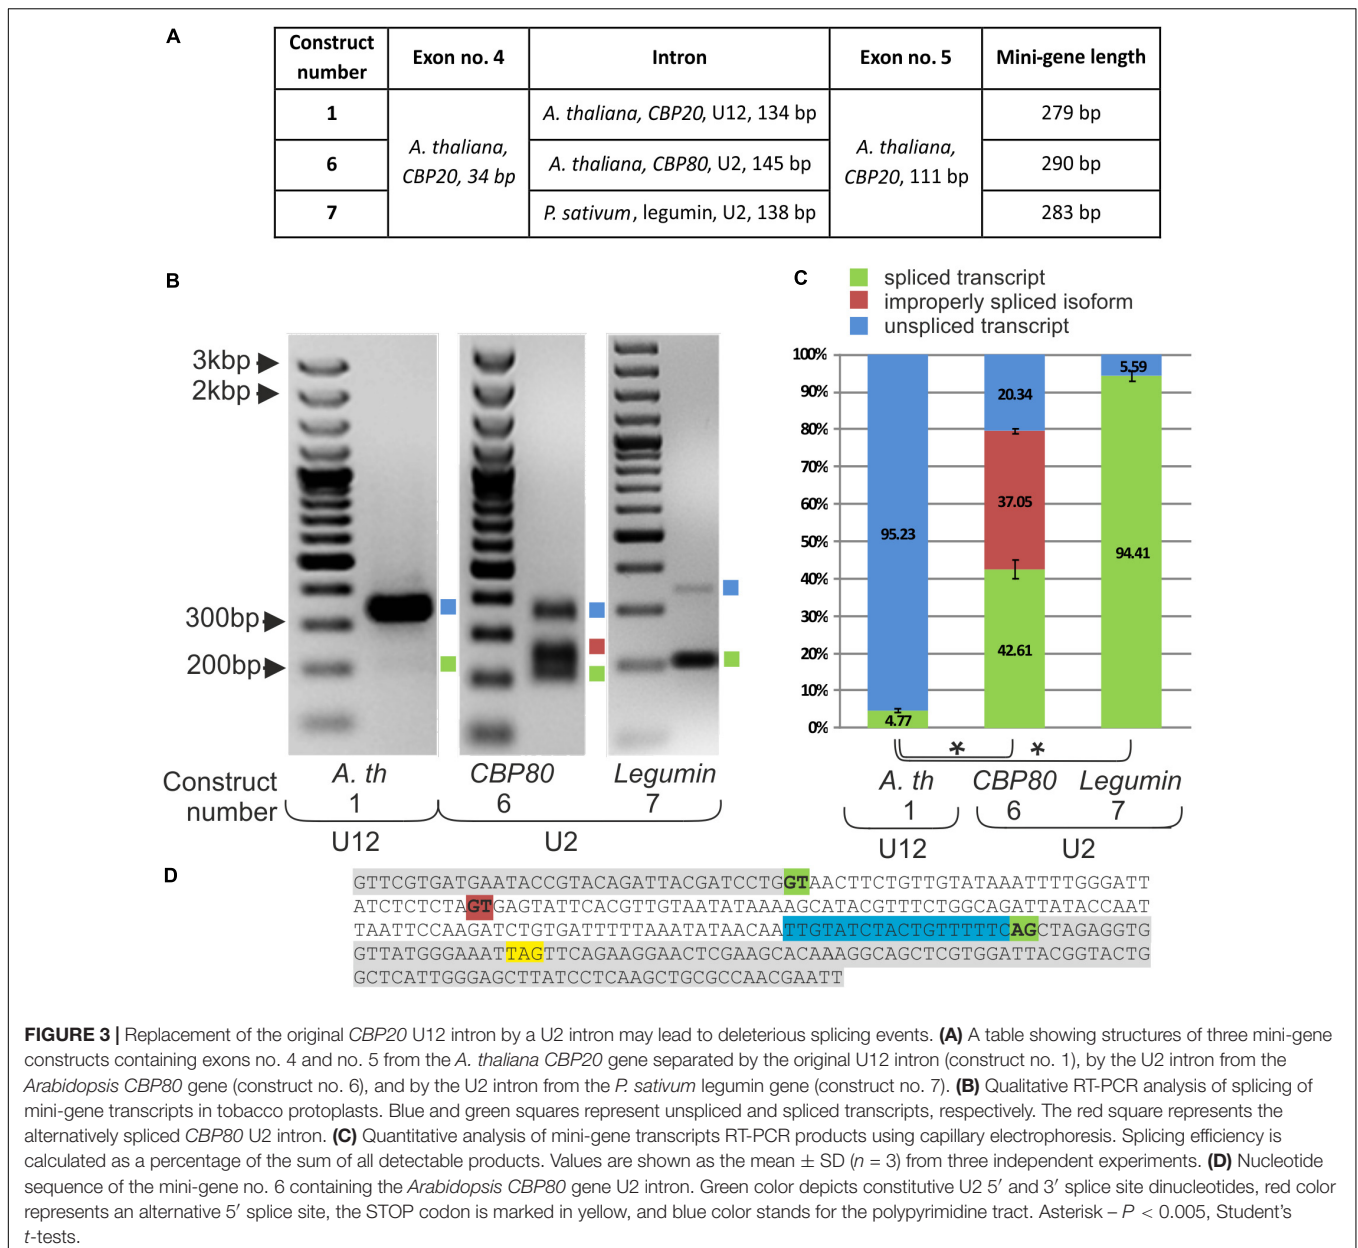 A
Construct number | Exon no. 4 | Intron | Exon no. 5 | Mini-gene length
1 | A. thaliana, CBP20, 34 bp | A. thaliana, CBP20, U12, 134 bp | A. thaliana, CBP20, 111 bp | 279 bp
6 | A. thaliana, CBP80, U2, 145 bp | 290 bp
7 | P. sativum, legumin, U2, 138 bp | 283 bp
B
3kbp
2kbp
300bp
200bp
Construct number
A. th CBP80 Legumin
1 6 7
U12 U2
C
spliced transcript
improperly spliced isoform
unspliced transcript
100%
90%
80%
70%
60%
50%
40%
30%
20%
10%
0%
95.23
4.77
20.34
37.05
42.61
5.59
94.41
* *
A. th CBP80 Legumin
1 6 7
U12 U2
D
GTTCGTGATGAATACCGTACAGATTACGATCCTGGTAACTTCTGTTGTATAAATTTTGGGATT
ATCTCTCTAGTGAGTATTCACGTTGTAATATAAAAGCATACGTTTCTGGCAGATTATACCAAT
TAATTCCAAGATCTGTGATTTTTAAATATAACAATTGTATCTACTGTTTTTCAGCTAGAGGTG
GTTATGGGAAATTAGTTCAGAAGGAACTCGAAGCACAAAGGCAGCTCGTGGATTACGGTACTG
GCTCATTGGGAGCTTATCCTCAAGCTGCGCCAACGAATT
FIGURE 3 | Replacement of the original CBP20 U12 intron by a U2 intron may lead to deleterious splicing events. (A) A table showing structures of three mini-gene
constructs containing exons no. 4 and no. 5 from the A. thaliana CBP20 gene separated by the original U12 intron (construct no. 1), by the U2 intron from the
Arabidopsis CBP80 gene (construct no. 6), and by the U2 intron from the P. sativum legumin gene (construct no. 7). (B) Qualitative RT-PCR analysis of splicing of
mini-gene transcripts in tobacco protoplasts. Blue and green squares represent unspliced and spliced transcripts, respectively. The red square represents the
alternatively spliced CBP80 U2 intron. (C) Quantitative analysis of mini-gene transcripts RT-PCR products using capillary electrophoresis. Splicing efficiency is
calculated as a percentage of the sum of all detectable products. Values are shown as the mean ± SD (n = 3) from three independent experiments. (D) Nucleotide
sequence of the mini-gene no. 6 containing the Arabidopsis CBP80 gene U2 intron. Green color depicts constitutive U2 5′ and 3′ splice site dinucleotides, red color
represents an alternative 5′ splice site, the STOP codon is marked in yellow, and blue color stands for the polypyrimidine tract. Asterisk – P < 0.005, Student's
t-tests.